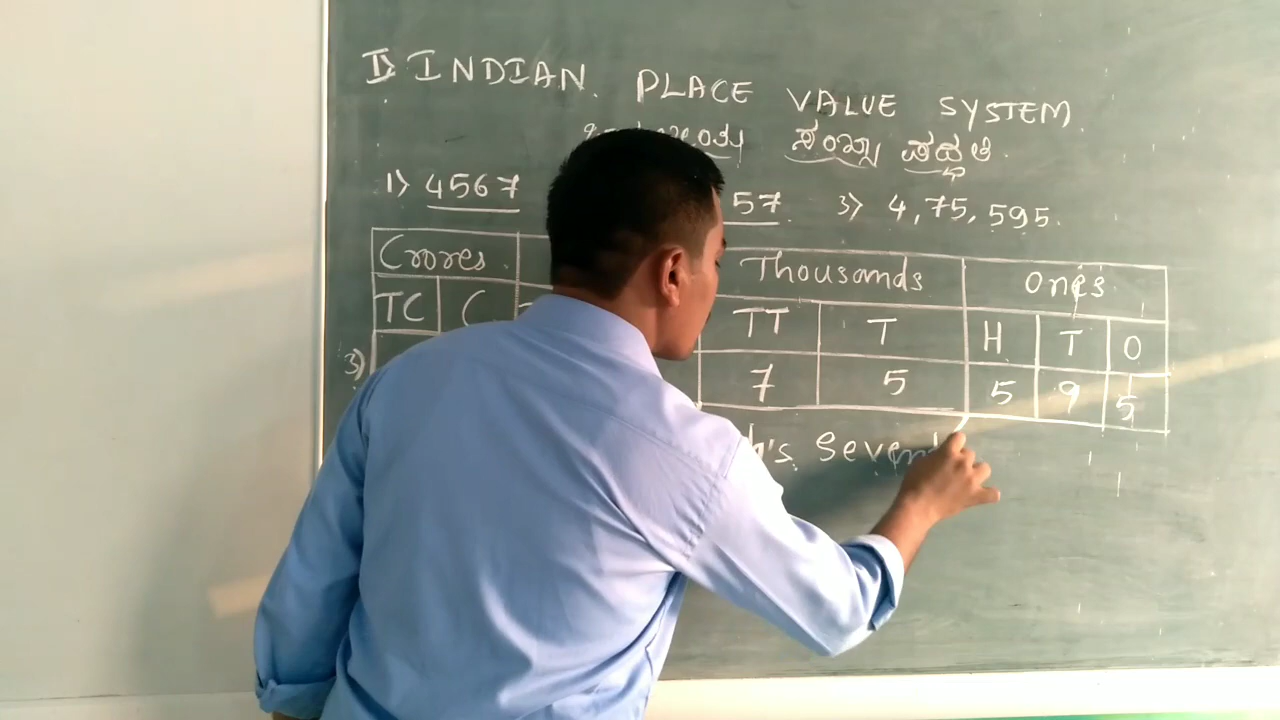 I> INDIAN. PLACE VALUE SYSTEM.
ಸಂಖ್ಯಾ ಪದ್ಧತಿ.
1> 4567 57. 3> 4,75,595.
Crores. Thousands Ones
TC C TT T H T O
3) 7 5 5 9 5